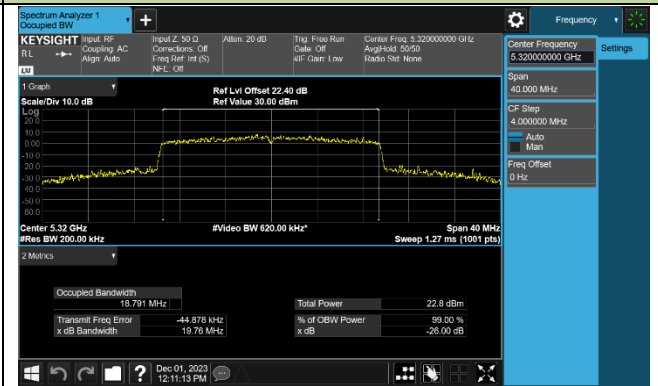 Spectrum Analyzer 1
Occupied BW
+
Frequency
KEYSIGHT
RL
LXI
Input: RF
Coupling: AC
Align: Auto
Input Z: 50 Ω
Corrections: Off
Freq Ref: Int (S)
NFE: Off
Atten: 20 dB
Trig: Free Run
Gate: Off
#IF Gain: Low
Center Freq: 5.320000000 GHz
Avg|Hold: 50/50
Radio Std: None
Center Frequency
5.320000000 GHz
Settings
Span
40.000 MHz
CF Step
4.000000 MHz
Auto
Man
Freq Offset
0 Hz
1 Graph
Scale/Div 10.0 dB
Ref Lvl Offset 22.40 dB
Ref Value 30.00 dBm
Log
20.0
10.0
0.00
-10.0
-20.0
-30.0
-40.0
-50.0
-60.0
Center 5.32 GHz
#Video BW 620.00 kHz*
Span 40 MHz
#Res BW 200.00 kHz
Sweep 1.27 ms (1001 pts)
2 Metrics
Occupied Bandwidth
18.791 MHz
Total Power
22.8 dBm
Transmit Freq Error
-44.878 kHz
% of OBW Power
99.00 %
x dB Bandwidth
19.76 MHz
x dB
-26.00 dB
?
Dec 01, 2023
12:11:13 PM